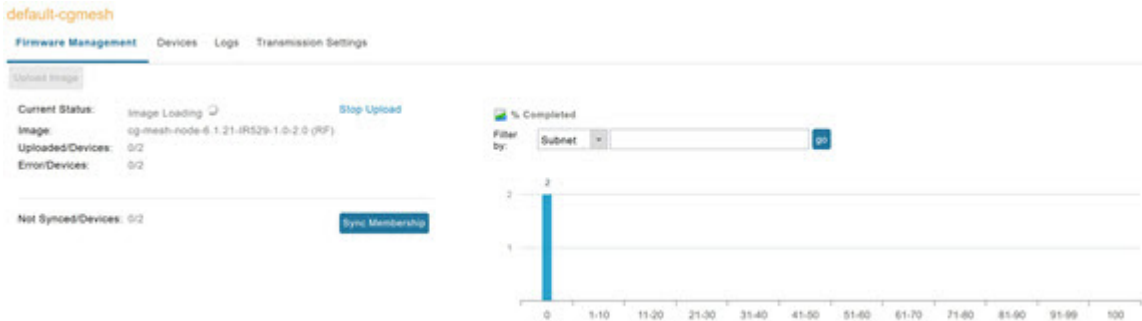 default-cgmesh
Firmware Management Devices Logs Transmission Settings
Upload Image
Current Status: Image Loading Stop Upload
Image: cg-mesh-node-6.1.21-IR529-1.0-2.0 (RF)
Uploaded/Devices: 0/2
Error/Devices: 0/2
Not Synced/Devices: 0/2 Sync Membership
% Completed
Filter by: Subnet go
2
2
1
0 1-10 11-20 21-30 31-40 41-50 51-60 61-70 71-80 81-90 91-99 100